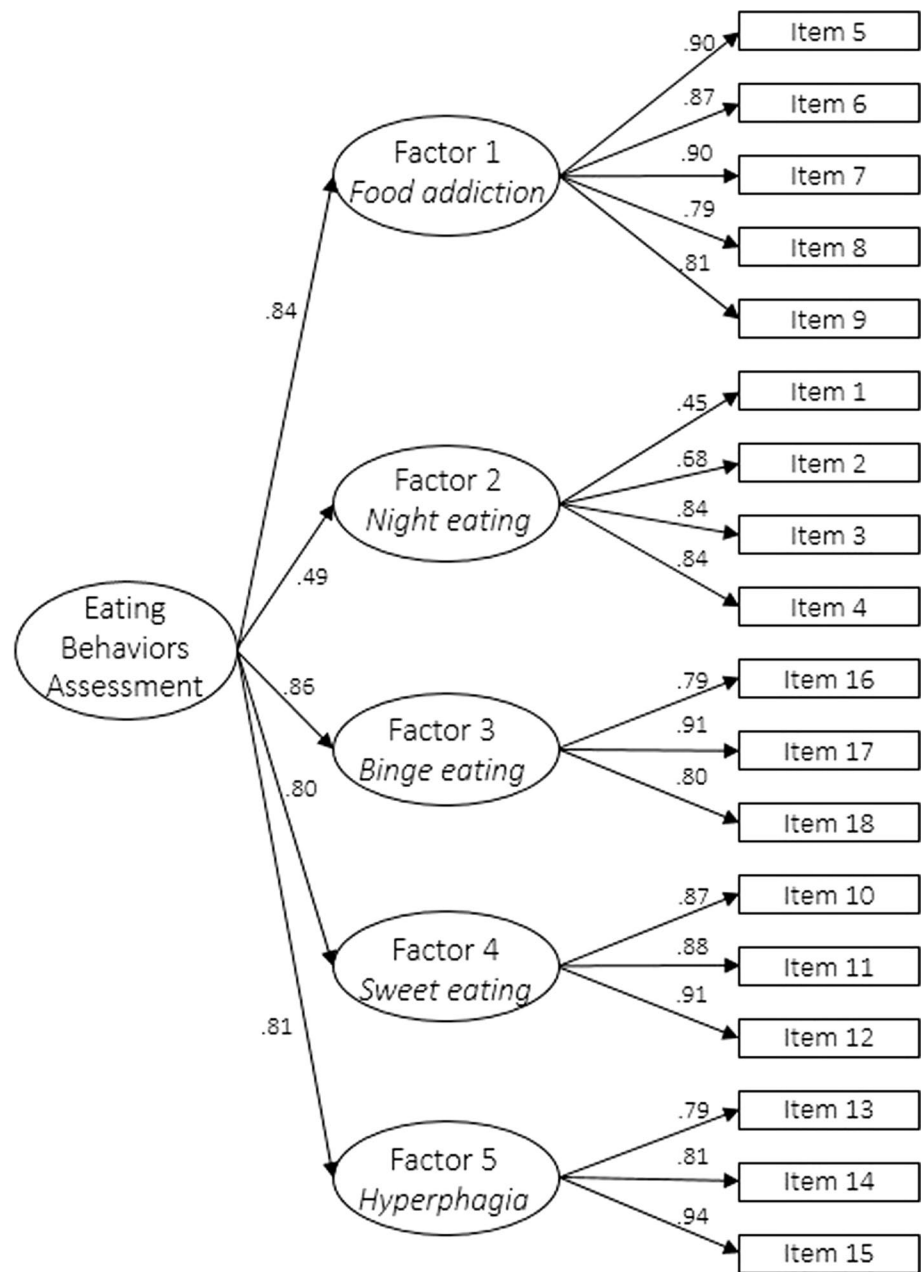 .90
Item 5
.87
Item 6
Factor 1
Food addiction
.90
Item 7
.79
Item 8
.81
Item 9
.84
.45
Item 1
.68
Item 2
Factor 2
Night eating
.84
Item 3
.84
Item 4
.49
Eating
Behaviors
Assessment
.86
.79
Item 16
Factor 3
Binge eating
.91
Item 17
.80
Item 18
.80
.87
Item 10
Factor 4
Sweet eating
.88
Item 11
.91
Item 12
.81
.79
Item 13
Factor 5
Hyperphagia
.81
Item 14
.94
Item 15